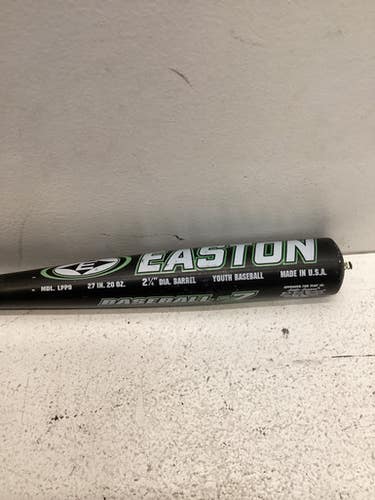 E EASTON
MDL. LPP9 27 IN. 20 OZ. 2¼" DIA. BARREL YOUTH BASEBALL MADE IN U.S.A.
BASEBALL -7